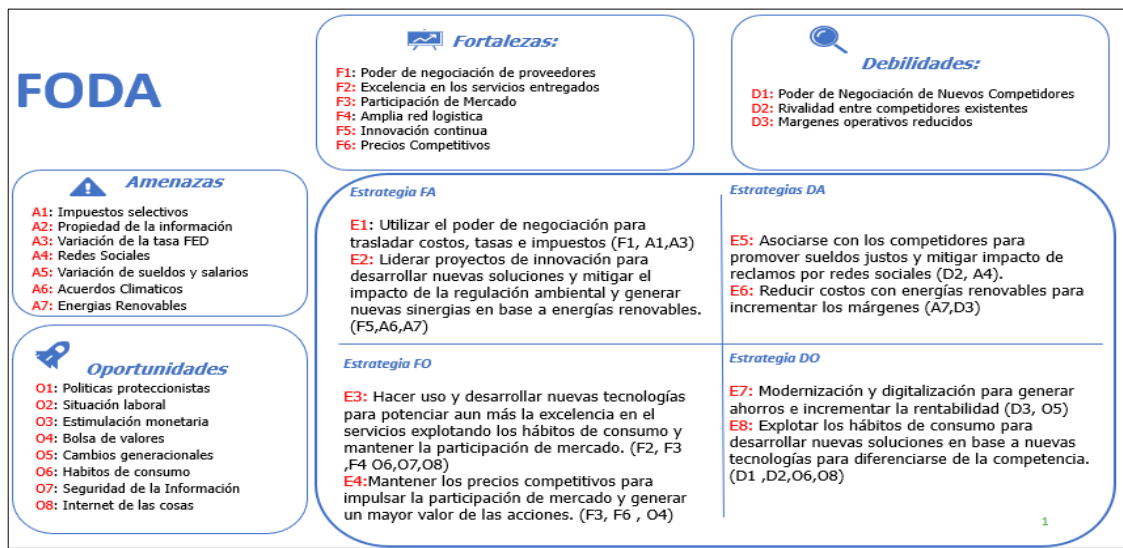 FODA
Fortalezas:
F1: Poder de negociación de proveedores
F2: Excelencia en los servicios entregados
F3: Participación de Mercado
F4: Amplia red logistica
F5: Innovación continua
F6: Precios Competitivos
Debilidades:
D1: Poder de Negociación de Nuevos Competidores
D2: Rivalidad entre competidores existentes
D3: Margenes operativos reducidos
Amenazas
A1: Impuestos selectivos
A2: Propiedad de la información
A3: Variación de la tasa FED
A4: Redes Sociales
A5: Variación de sueldos y salarios
A6: Acuerdos Climaticos
A7: Energias Renovables
Estrategia FA
E1: Utilizar el poder de negociación para
trasladar costos, tasas e impuestos (F1, A1,A3)
E2: Liderar proyectos de innovación para
desarrollar nuevas soluciones y mitigar el
impacto de la regulación ambiental y generar
nuevas sinergias en base a energías renovables.
(F5,A6,A7)
Estrategias DA
E5: Asociarse con los competidores para
promover sueldos justos y mitigar impacto de
reclamos por redes sociales (D2, A4).
E6: Reducir costos con energías renovables para
incrementar los márgenes (A7,D3)
Oportunidades
O1: Politicas proteccionistas
O2: Situación laboral
O3: Estimulación monetaria
O4: Bolsa de valores
O5: Cambios generacionales
O6: Habitos de consumo
O7: Seguridad de la Información
O8: Internet de las cosas
Estrategia FO
E3: Hacer uso y desarrollar nuevas tecnologías
para potenciar aun más la excelencia en el
servicios explotando los hábitos de consumo y
mantener la participación de mercado. (F2, F3
,F4 O6,O7,O8)
E4:Mantener los precios competitivos para
impulsar la participación de mercado y generar
un mayor valor de las acciones. (F3, F6 , O4)
Estrategia DO
E7: Modernización y digitalización para generar
ahorros e incrementar la rentabilidad (D3, O5)
E8: Explotar los hábitos de consumo para
desarrollar nuevas soluciones en base a nuevas
tecnologías para diferenciarse de la competencia.
(D1 ,D2,O6,O8)
1